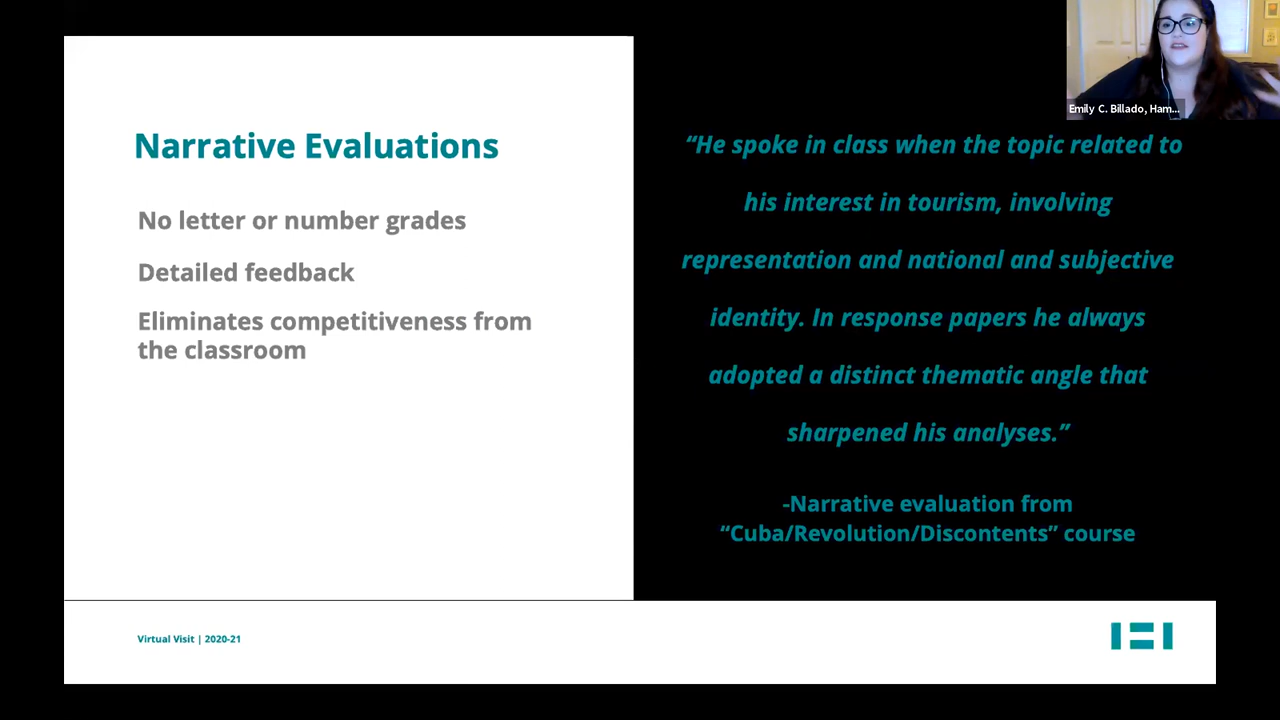 Emily C. Billado, Ham...
Narrative Evaluations
No letter or number grades
Detailed feedback
Eliminates competitiveness from
the classroom
“He spoke in class when the topic related to
his interest in tourism, involving
representation and national and subjective
identity. In response papers he always
adopted a distinct thematic angle that
sharpened his analyses.”
-Narrative evaluation from
“Cuba/Revolution/Discontents” course
Virtual Visit | 2020-21